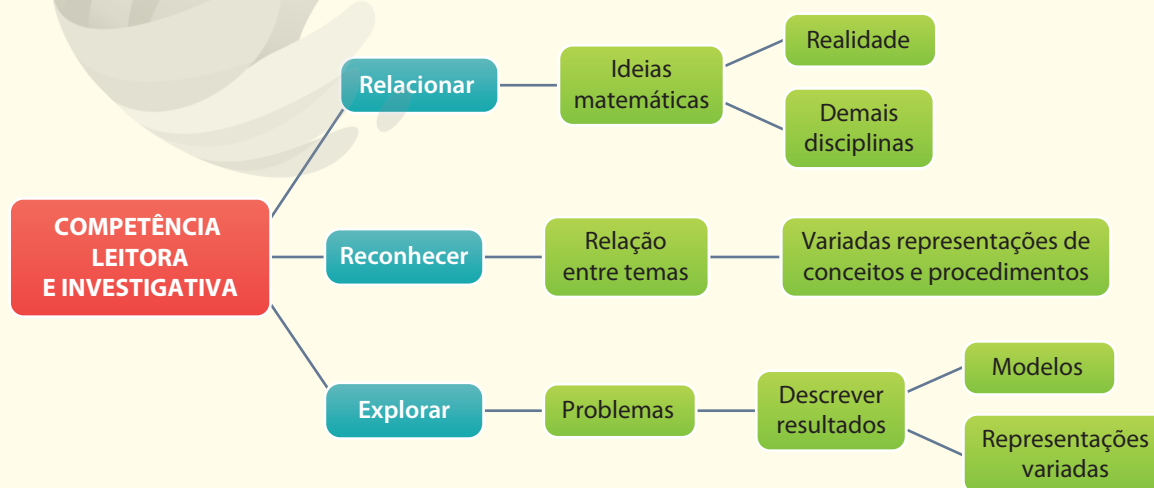 COMPETÊNCIA
LEITORA
E INVESTIGATIVA
Relacionar
Ideias
matemáticas
Realidade
Demais
disciplinas
Reconhecer
Relação
entre temas
Variadas representações de
conceitos e procedimentos
Explorar
Problemas
Descrever
resultados
Modelos
Representações
variadas